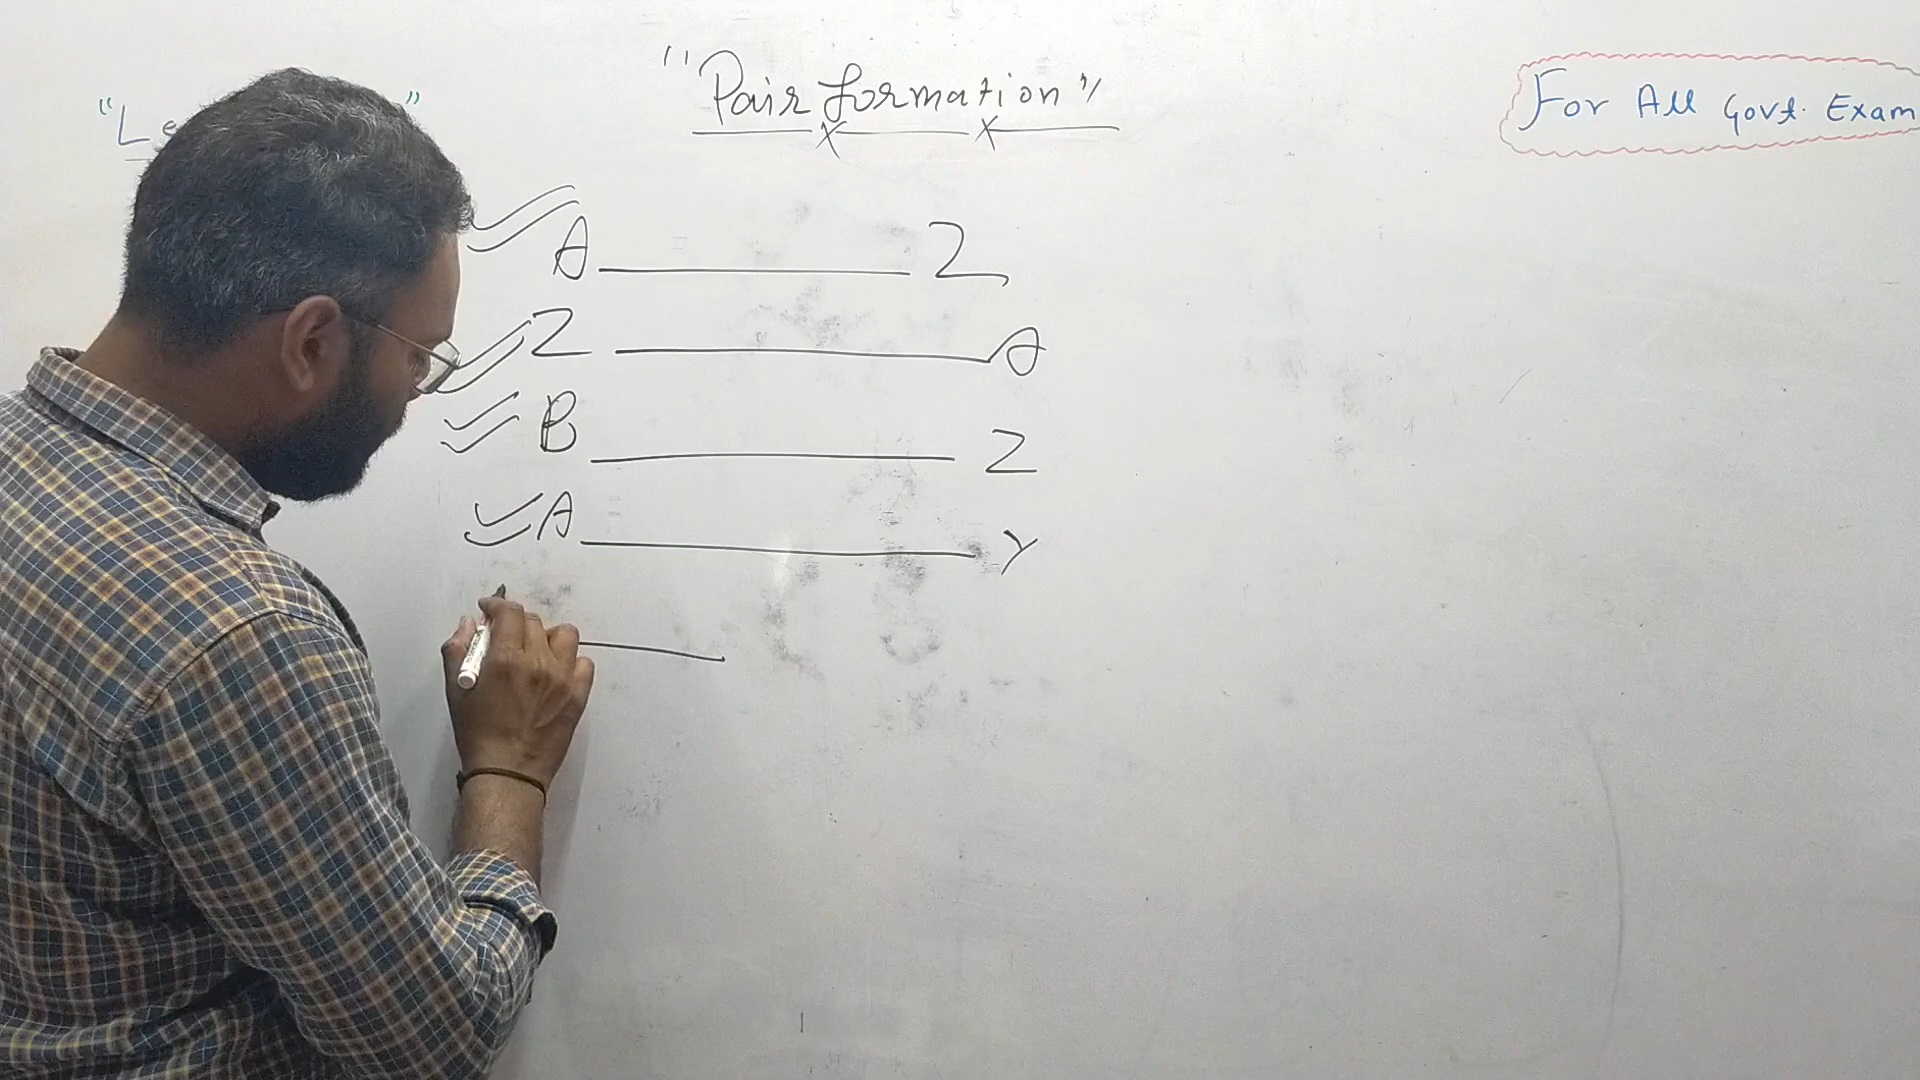 "Pair formation"
For All Govt. Exam
A ——— Z
Z ——— A
B ——— Z
A ——— Y